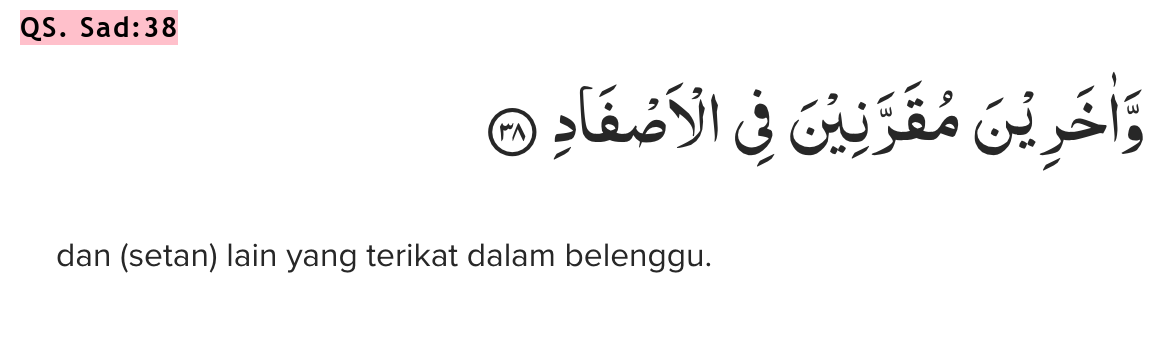 QS. Sad:38
وَّاٰخَرِيْنَ مُقَرَّنِيْنَ فِى الْاَصْفَادِ ٣٨
dan (setan) lain yang terikat dalam belenggu.